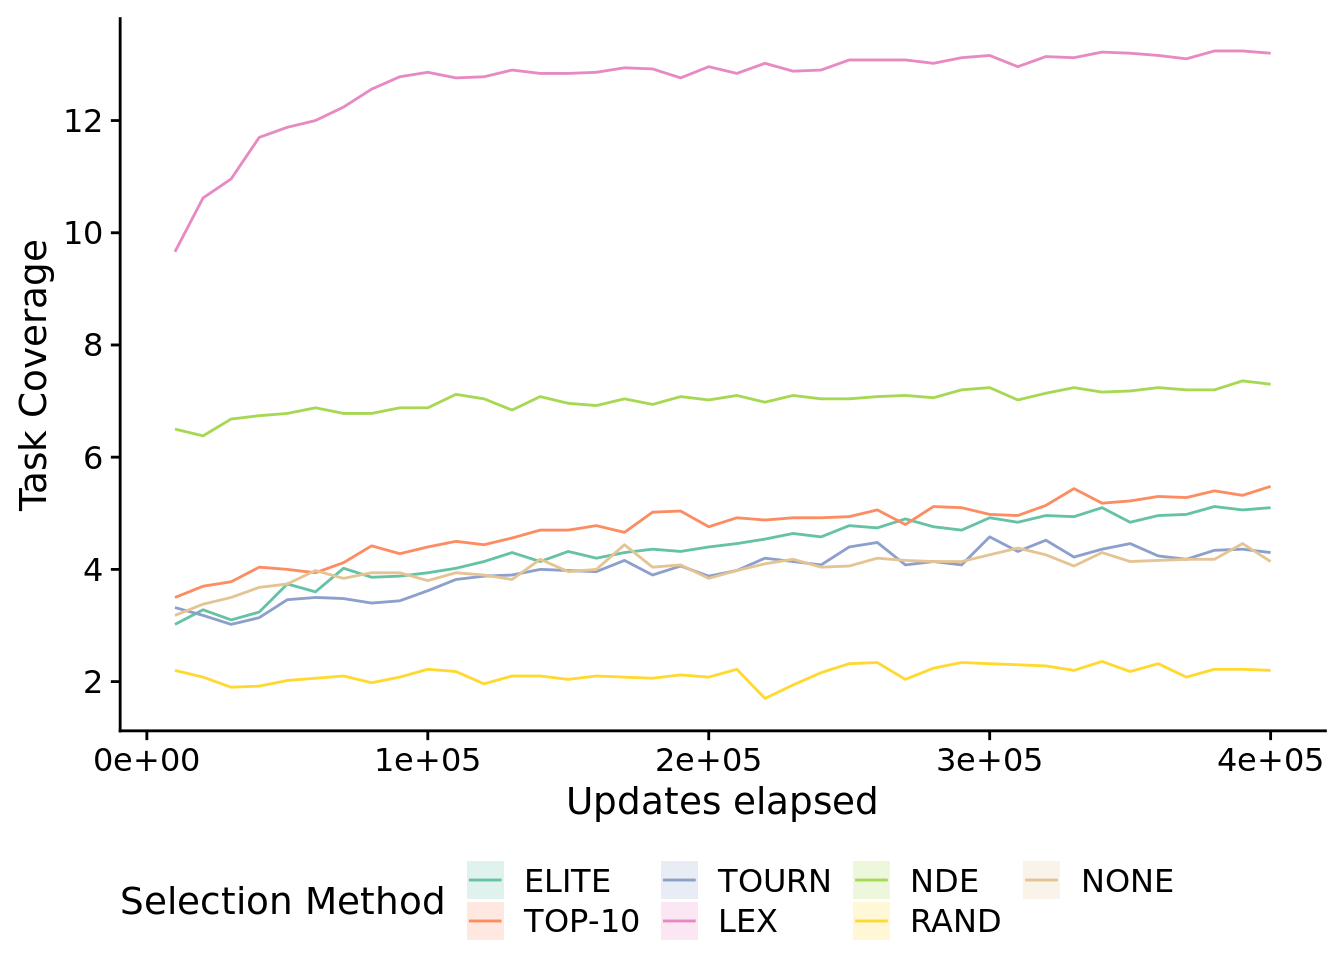 Task Coverage
12
10
8
6
4
2
0e+00 1e+05 2e+05 3e+05 4e+05
Updates elapsed
Selection Method
ELITE TOURN NDE NONE
TOP-10 LEX RAND